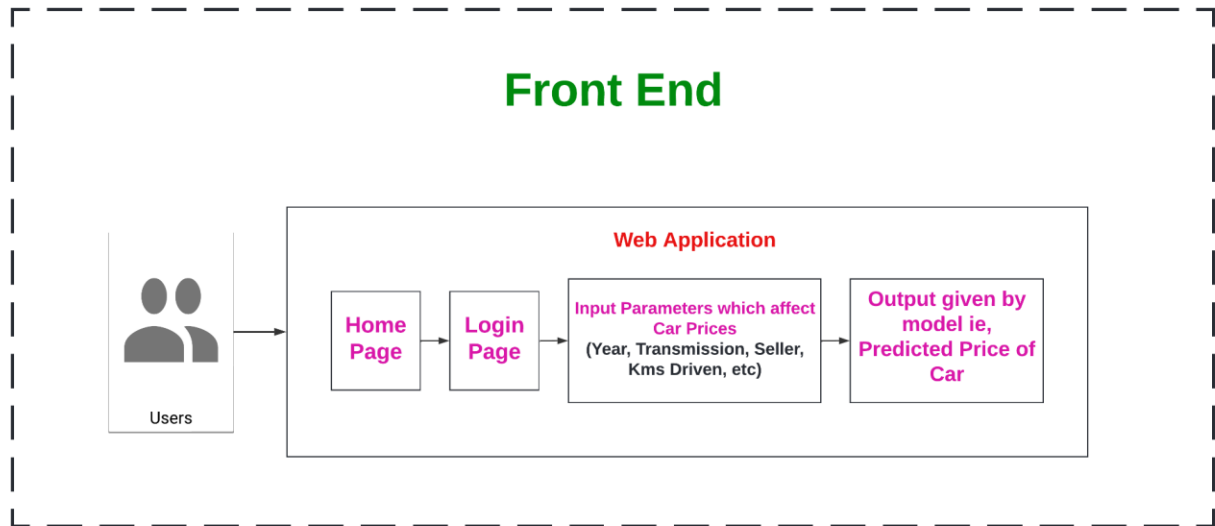 Front End
Web Application
Home
Page
Login
Page
Input Parameters which affect
Car Prices
(Year, Transmission, Seller,
Kms Driven, etc)
Output given by
model ie,
Predicted Price of
Car
Users